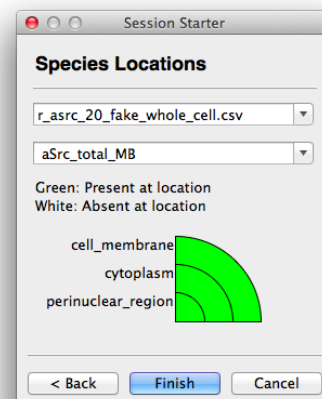 Session Starter
Species Locations
r_asrc_20_fake_whole_cell.csv
aSrc_total_MB
Green: Present at location
White: Absent at location
cell_membrane
cytoplasm
perinuclear_region
< Back Finish Cancel